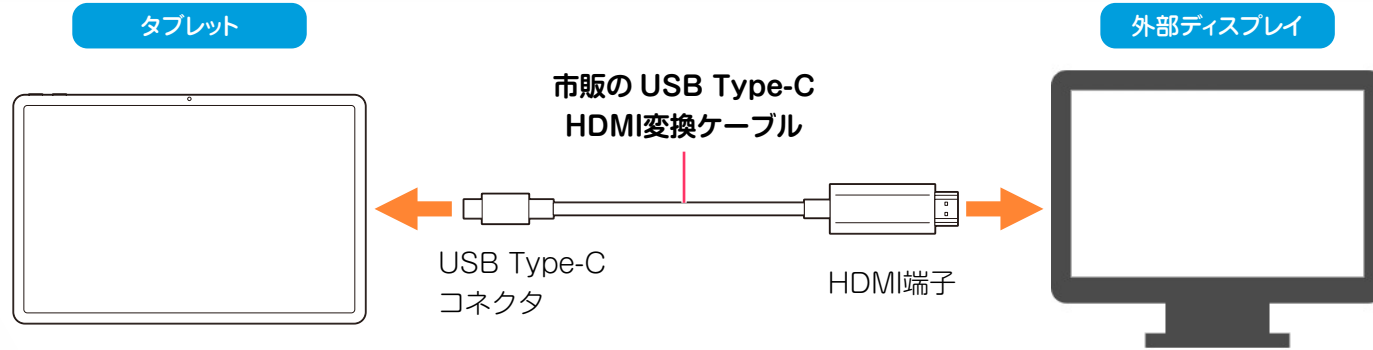 タブレット
外部ディスプレイ
市販の USB Type-C
HDMI変換ケーブル
USB Type-C
コネクタ
HDMI端子